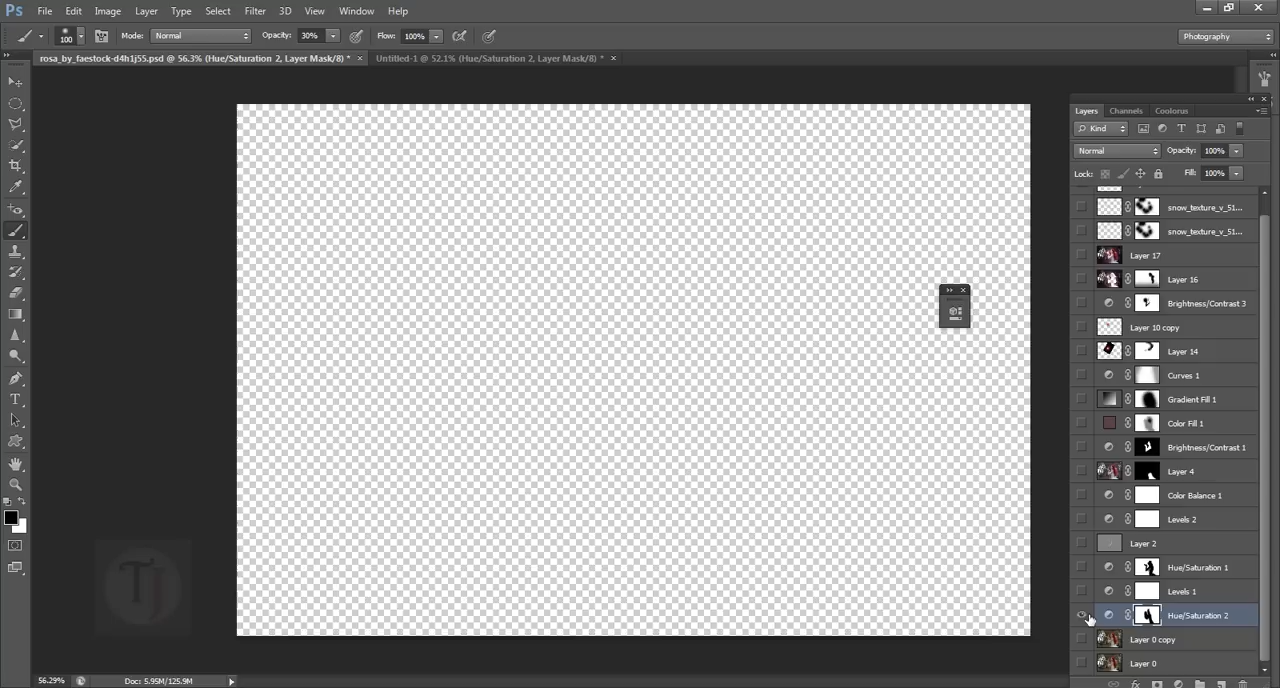 Ps File Edit Image Layer Type Select Filter 3D View Window Help
100 Mode: Normal Opacity: 30% Flow: 100% Photography
rosa_by_faestock-d4h1j55.psd @ 56.3% (Hue/Saturation 2, Layer Mask/8) * × Untitled-1 @ 52.1% (Hue/Saturation 2, Layer Mask/8) * ×
Layers Channels Coolorus
Kind
Normal Opacity: 100%
Lock: Fill: 100%
snow_texture_v_51...
snow_texture_v_51...
Layer 17
Layer 16
Brightness/Contrast 3
Layer 10 copy
Layer 14
Curves 1
Gradient Fill 1
Color Fill 1
Brightness/Contrast 1
Layer 4
Color Balance 1
Levels 2
Layer 2
Hue/Saturation 1
Levels 1
Hue/Saturation 2
Layer 0 copy
Layer 0
TJ
56.29% Doc: 5.95M/125.9M